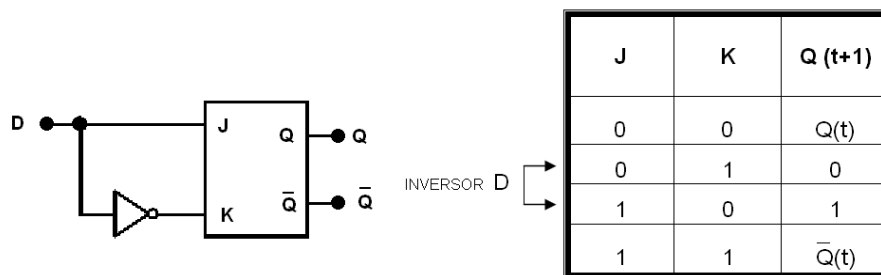 D
J
Q
Q
K
Q̅
Q̅
INVERSOR D
J K Q (t+1)
0 0 Q(t)
0 1 0
1 0 1
1 1 Q̅(t)